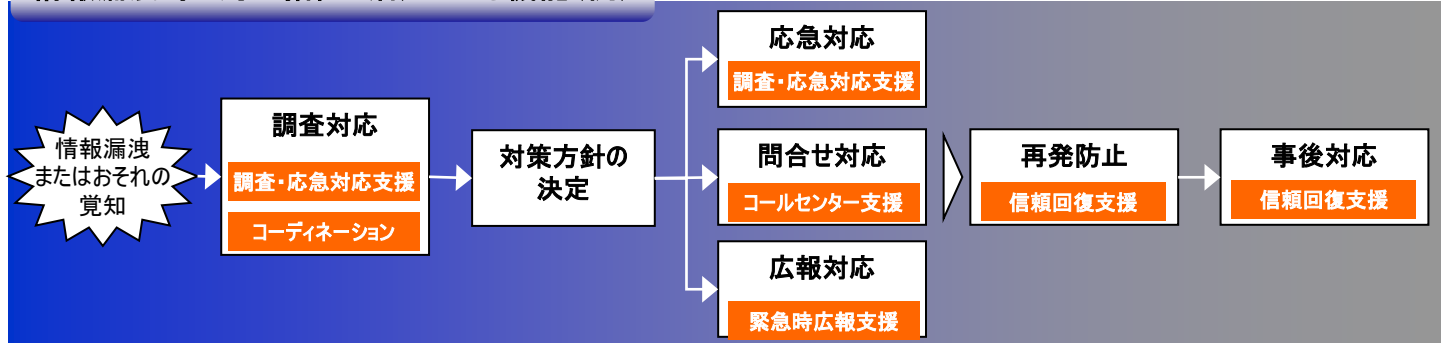 情報漏洩
またはおそれの
覚知
調査対応
調査・応急対応支援
コーディネーション
対策方針の
決定
応急対応
調査・応急対応支援
問合せ対応
コールセンター支援
広報対応
緊急時広報支援
再発防止
信頼回復支援
事後対応
信頼回復支援